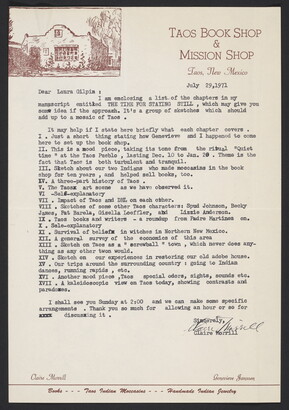 TAOS BOOK SHOP
&
MISSION SHOP
Taos, New Mexico
July 29,1971
Dear Laura Gilpin :
I am enclosing a list of the chapters in my
manuscript entitled THE TIME FOR STAYING STILL , which may give you
some idea if the approach. It's a group of sketches which should
add up to a mosaic of Taos .
It may help if I state here briefly what each chapter covers .
I . Just a short thing stating how Genevieve and I happened to some
here to set up the book shop.
II. This is a mood piece, taking its tone from the ritual "Quiet
time " at the Taos Pueblo , lasting Dec. 10 to Jan. 20 . Theme is the
fact that Taos is both turbulent and tranquil.
III. Sketch about our two Indians who made moccasins in the book
shop for ten years , and helped sell books, too.
IV. A three-part history of Taos .
V. The Taos art scene as we have observed it.
VI -Self-explanatory
VII . Impact of Taos and DHL on each other.
VIII . Sketches of some other Taos characters: Spud Johnson, Becky
James, Pat Barela, Gisella Loeffler, and Lizzie Anderson.
IX . Taos books and writers - a roundup from Padre Martinez on.
X . Self-explanatory
XI . Survival of belief in witches in Northern New Mexico.
XII . A general survey of the economics of this area
XIII . Sketch on Taos as a "screwball " town , which never does any-
thing as any other town would.
XIV . Sketch on our experiences in restoring our old adobe house.
XV . Our trips around the surrounding country : going to Indian
dances, running rapids , etc.
XVI . Another mood piece , Taos special odors, sights, sounds etc.
XVII . A kaleidoscopic view on Taos today, showing contrasts and
paradoxes.
I shall see you Sunday at 2:00 and we can make some specific
arrangements . Thank you so much for allowing an hour or so for
discussing it .
Sincerely,
Claire Morrill
Claire Morrill
Claire Morrill
Genevieve Janssen
Books --- Taos Indian Moccasins --- Handmade Indian Jewelry